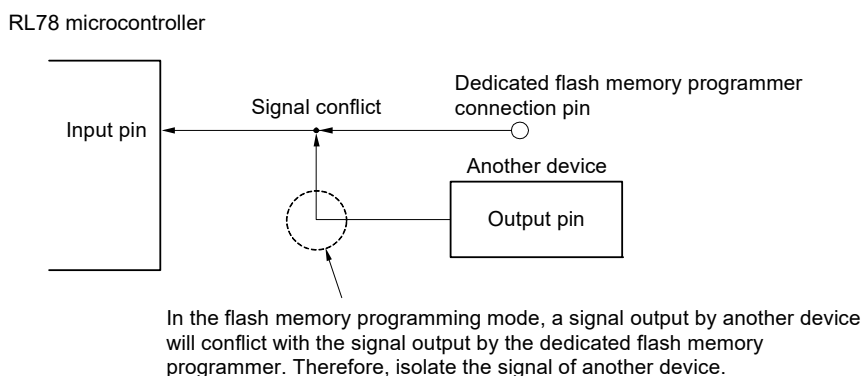 RL78 microcontroller
Input pin
Signal conflict
Dedicated flash memory programmer
connection pin
Another device
Output pin
In the flash memory programming mode, a signal output by another device
will conflict with the signal output by the dedicated flash memory
programmer. Therefore, isolate the signal of another device.